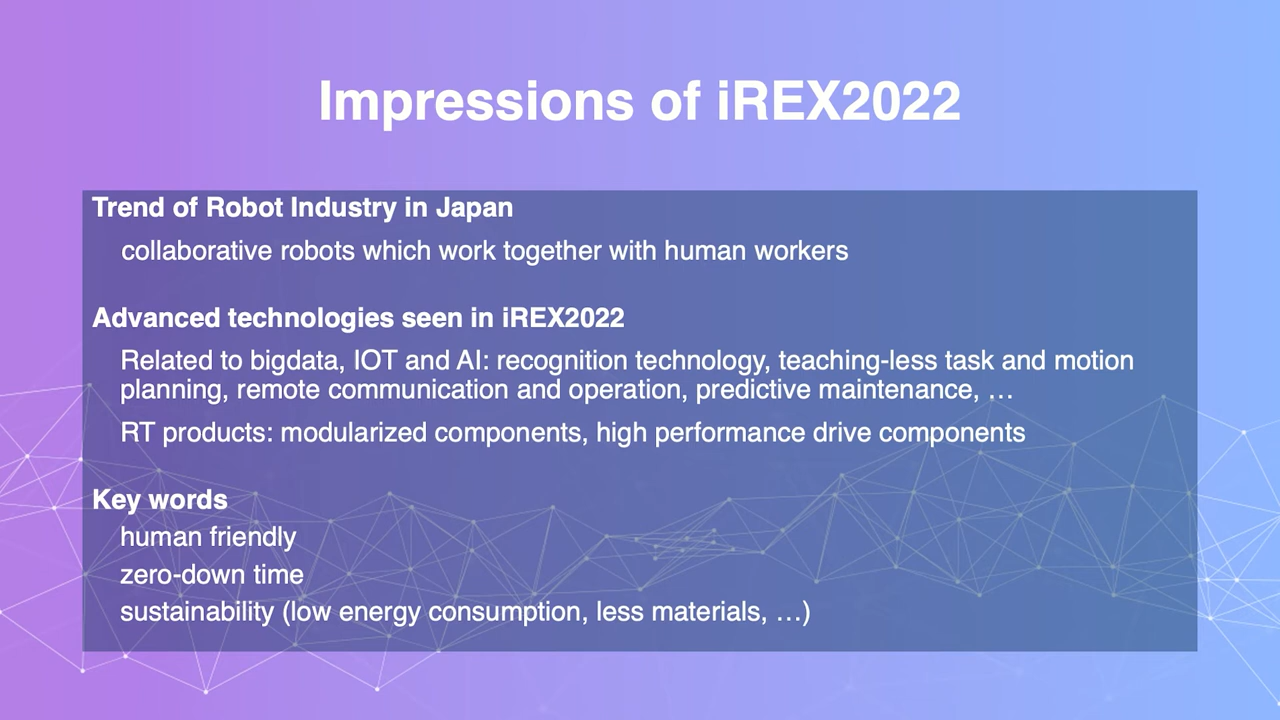 Impressions of iREX2022
Trend of Robot Industry in Japan
collaborative robots which work together with human workers
Advanced technologies seen in iREX2022
Related to bigdata, IOT and AI: recognition technology, teaching-less task and motion
planning, remote communication and operation, predictive maintenance, …
RT products: modularized components, high performance drive components
Key words
human friendly
zero-down time
sustainability (low energy consumption, less materials, …)